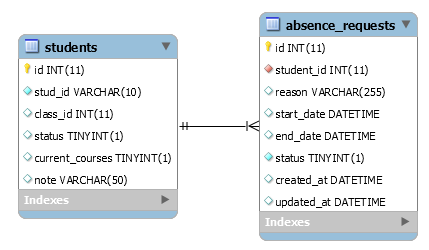 students
id INT(11)
stud_id VARCHAR(10)
class_id INT(11)
status TINYINT(1)
current_courses TINYINT(1)
note VARCHAR(50)
Indexes
absence_requests
id INT(11)
student_id INT(11)
reason VARCHAR(255)
start_date DATETIME
end_date DATETIME
status TINYINT(1)
created_at DATETIME
updated_at DATETIME
Indexes